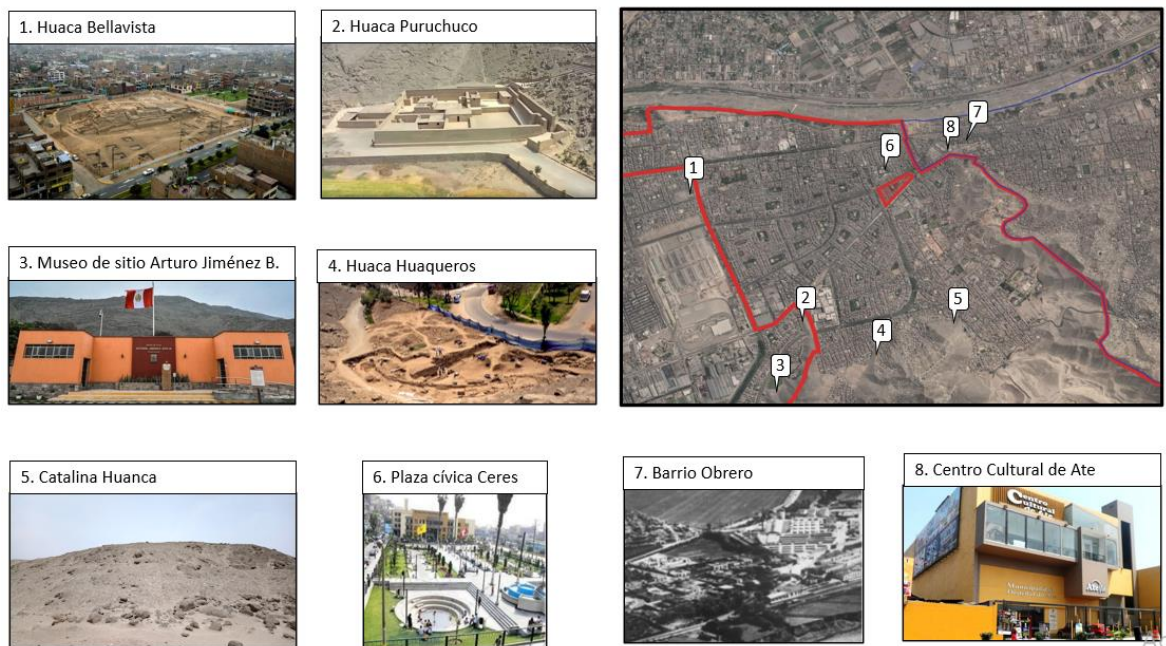 1. Huaca Bellavista
2. Huaca Puruchuco
3. Museo de sitio Arturo Jiménez B.
4. Huaca Huaqueros
5. Catalina Huanca
6. Plaza cívica Ceres
7. Barrio Obrero
8. Centro Cultural de Ate
1
2
3
4
5
6
7
8
Centro
Cultural
de Ate